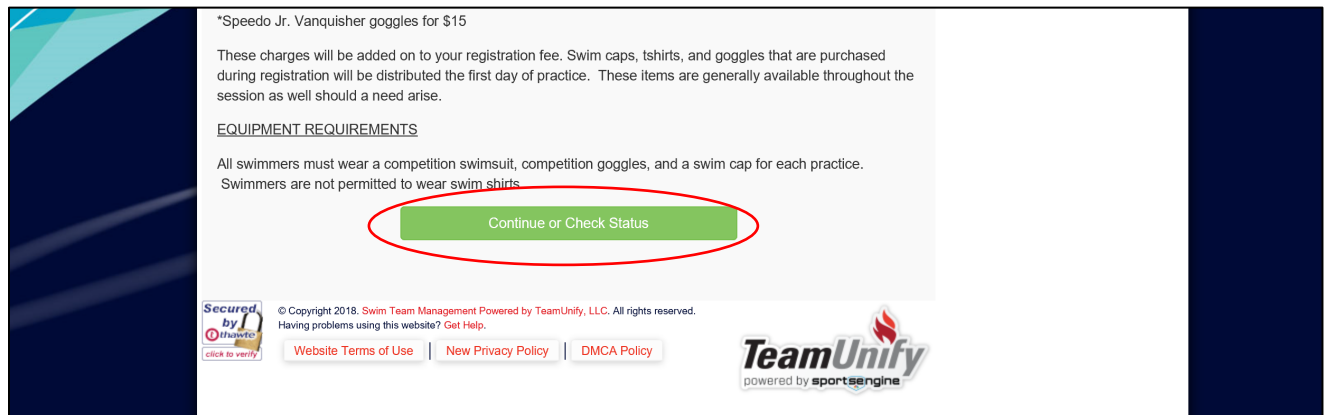 *Speedo Jr. Vanquisher goggles for $15
These charges will be added on to your registration fee. Swim caps, tshirts, and goggles that are purchased
during registration will be distributed the first day of practice.  These items are generally available throughout the
session as well should a need arise.
EQUIPMENT REQUIREMENTS
All swimmers must wear a competition swimsuit, competition goggles, and a swim cap for each practice.
Swimmers are not permitted to wear swim shirts
Continue or Check Status
Secured
by
thawte
click to verify
© Copyright 2018. Swim Team Management Powered by TeamUnify, LLC. All rights reserved.
Having problems using this website? Get Help.
Website Terms of Use | New Privacy Policy | DMCA Policy
TeamUnify
powered by sportsengine